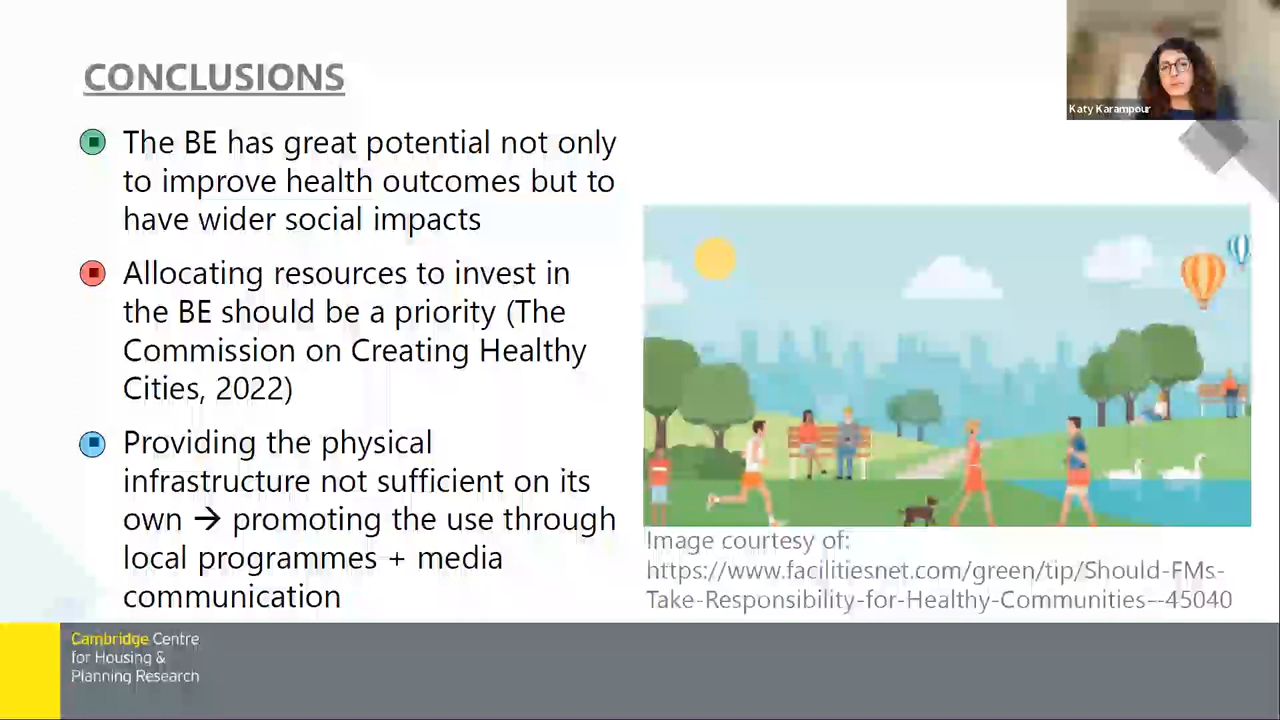 CONCLUSIONS
The BE has great potential not only
to improve health outcomes but to
have wider social impacts
Allocating resources to invest in
the BE should be a priority (The
Commission on Creating Healthy
Cities, 2022)
Providing the physical
infrastructure not sufficient on its
own → promoting the use through
local programmes + media
communication
Katy Karampour
Image courtesy of:
https://www.facilitiesnet.com/green/tip/Should-FMs-
Take-Responsibility-for-Healthy-Communities--45040
Cambridge Centre
for Housing &
Planning Research